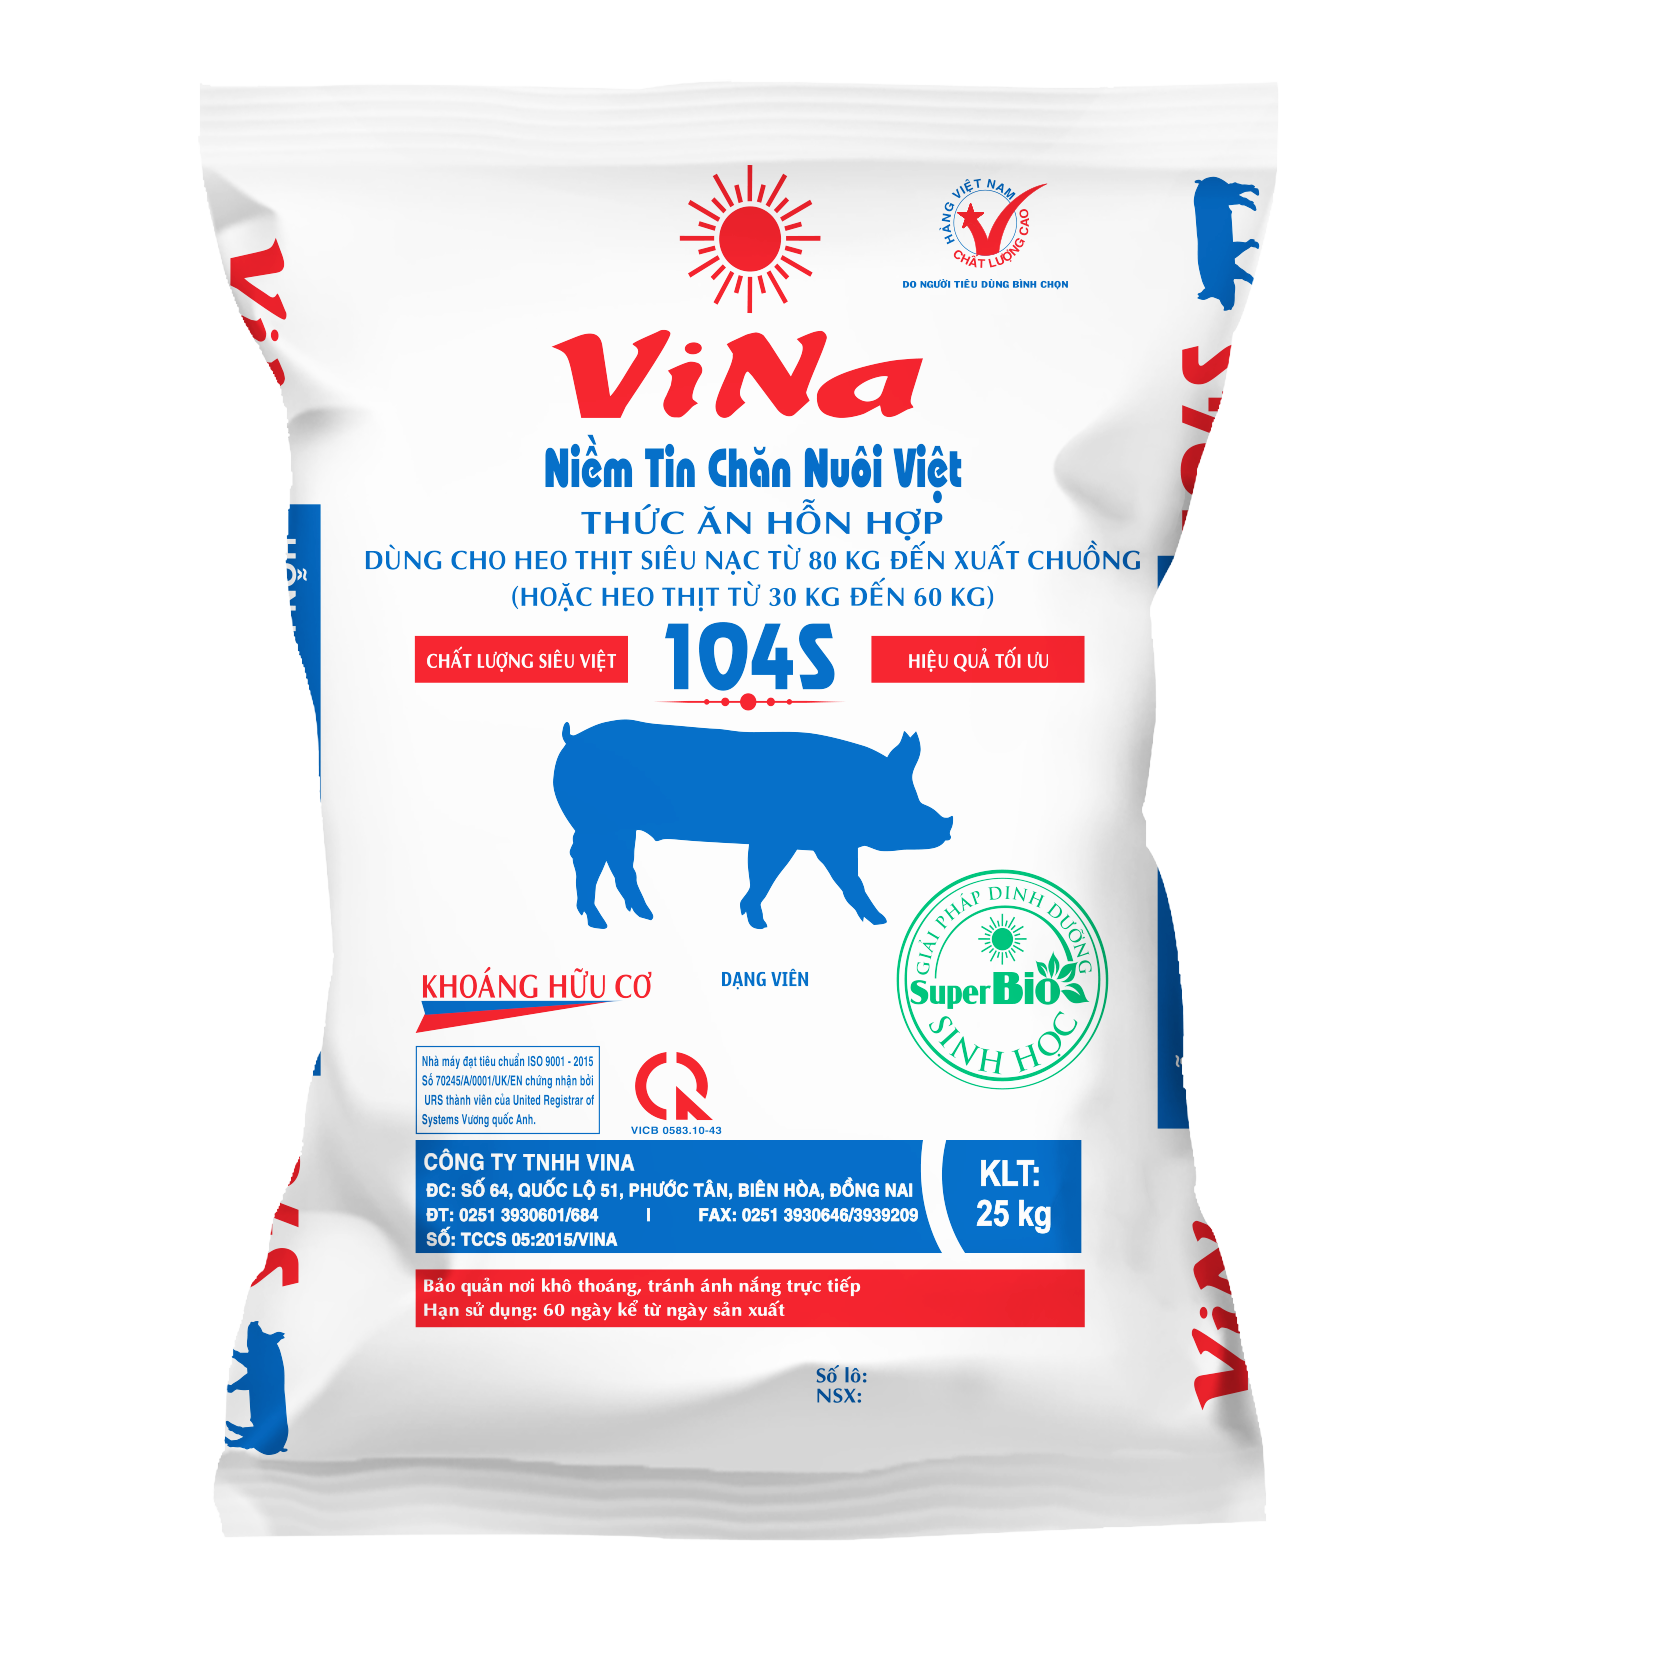 HÀNG VIỆT NAM
CHẤT LƯỢNG CAO
DO NGƯỜI TIÊU DÙNG BÌNH CHỌN
ViNa
Niềm Tin Chăn Nuôi Việt
THỨC ĂN HỖN HỢP
DÙNG CHO HEO THỊT SIÊU NẠC TỪ 80 KG ĐẾN XUẤT CHUỒNG
(HOẶC HEO THỊT TỪ 30 KG ĐẾN 60 KG)
CHẤT LƯỢNG SIÊU VIỆT
104S
HIỆU QUẢ TỐI ƯU
GIẢI PHÁP DINH DƯỠNG
SuperBio
SINH HỌC
KHOÁNG HỮU CƠ
DẠNG VIÊN
Nhà máy đạt tiêu chuẩn ISO 9001 - 2015
Số 70245/A/0001/UK/EN chứng nhận bởi
URS thành viên của United Registrar of
Systems Vương quốc Anh.
VICB 0583.10-43
CÔNG TY TNHH VINA
ĐC: SỐ 64, QUỐC LỘ 51, PHƯỚC TÂN, BIÊN HÒA, ĐỒNG NAI
ĐT: 0251 3930601/684 I FAX: 0251 3930646/3939209
SỐ: TCCS 05:2015/VINA
KLT:
25 kg
Bảo quản nơi khô thoáng, tránh ánh nắng trực tiếp
Hạn sử dụng: 60 ngày kể từ ngày sản xuất
Số lô:
NSX: